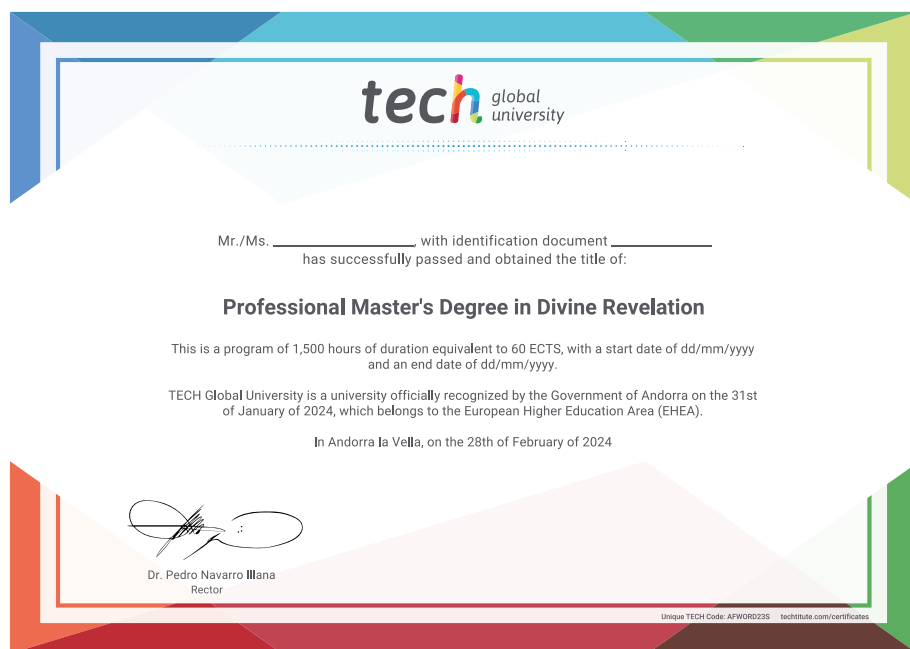 tech global university
Mr./Ms. ____________, with identification document ____________
has successfully passed and obtained the title of:
Professional Master's Degree in Divine Revelation
This is a program of 1,500 hours of duration equivalent to 60 ECTS, with a start date of dd/mm/yyyy
and an end date of dd/mm/yyyy.
TECH Global University is a university officially recognized by the Government of Andorra on the 31st
of January of 2024, which belongs to the European Higher Education Area (EHEA).
In Andorra la Vella, on the 28th of February of 2024
Dr. Pedro Navarro Illana
Rector
Unique TECH Code: AFWORD23S techtitute.com/certificates